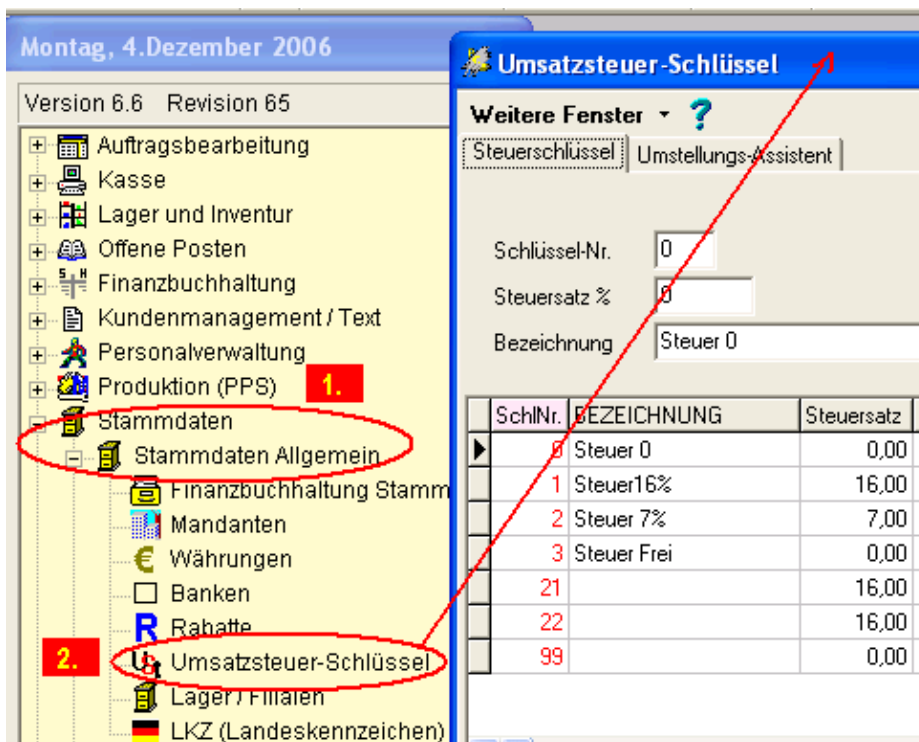 Montag, 4.Dezember 2006
Version 6.6 Revision 65
Auftragsbearbeitung
Kasse
Lager und Inventur
Offene Posten
S H Finanzbuchhaltung
Kundenmanagement / Text
Personalverwaltung
Produktion (PPS) 1.
Stammdaten
Stammdaten Allgemein
Finanzbuchhaltung Stamm
Mandanten
€ Währungen
Banken
R Rabatte
2. USt Umsatzsteuer-Schlüssel
Lager / Filialen
LKZ (Landeskennzeichen)
Umsatzsteuer-Schlüssel
Weitere Fenster ?
Steuerschlüssel Umstellungs-Assistent
Schlüssel-Nr. 0
Steuersatz % 0
Bezeichnung Steuer 0
SchlNr. BEZEICHNUNG Steuersatz
0 Steuer 0 0,00
1 Steuer16% 16,00
2 Steuer 7% 7,00
3 Steuer Frei 0,00
21 16,00
22 16,00
99 0,00